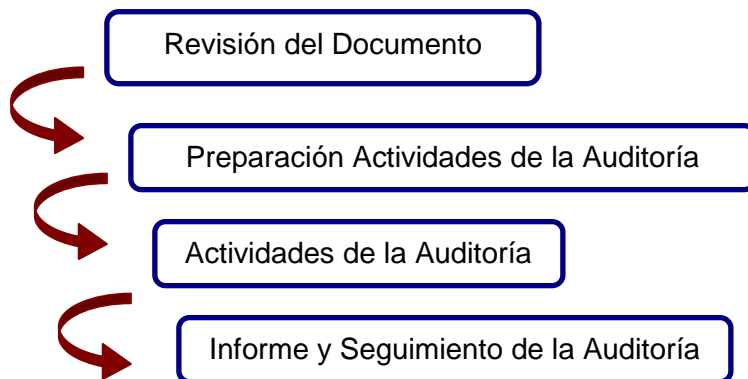 Revisión del Documento
Preparación Actividades de la Auditoría
Actividades de la Auditoría
Informe y Seguimiento de la Auditoría